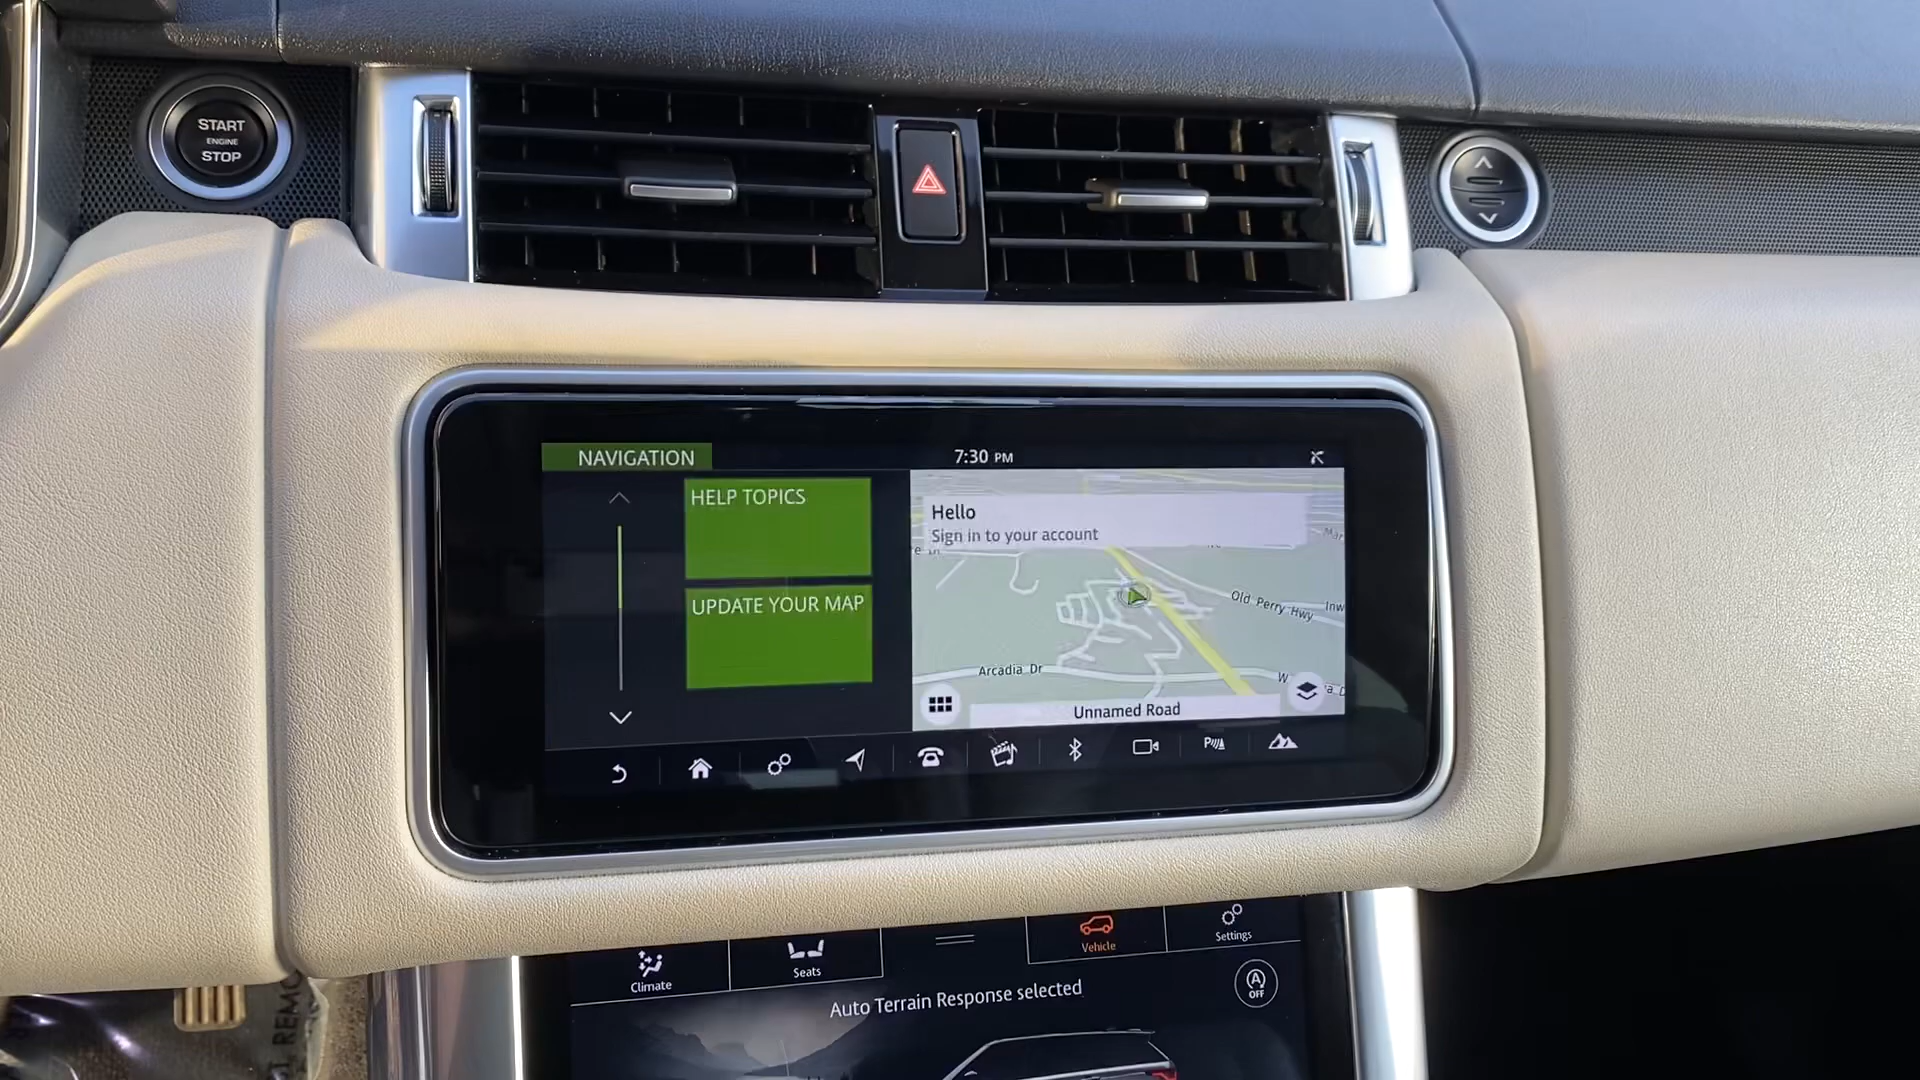 START
ENGINE
STOP
NAVIGATION
7:30 PM
HELP TOPICS
UPDATE YOUR MAP
Hello
Sign in to your account
Old Perry Hwy
Arcadia Dr
Unnamed Road
Climate
Seats
Vehicle
Settings
Auto Terrain Response selected
A
OFF